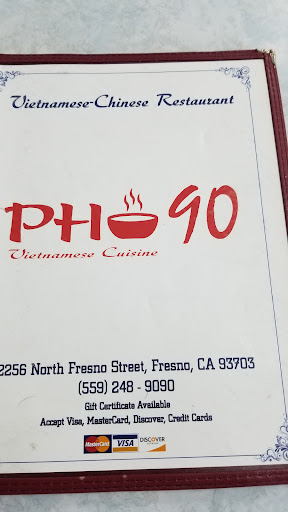 Vietnamese-Chinese Restaurant
PHO 90
Vietnamese Cuisine
2256 North Fresno Street, Fresno, CA 93703
(559) 248 - 9090
Gift Certificate Available
Accept Visa, MasterCard, Discover, Credit Cards
MasterCard VISA DISCOVER